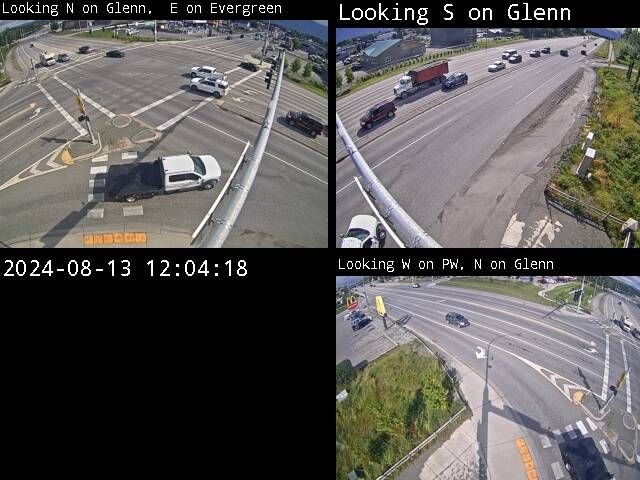 Looking N on Glenn,  E on Evergreen
Looking S on Glenn
2024-08-13 12:04:18
Looking W on PW, N on Glenn